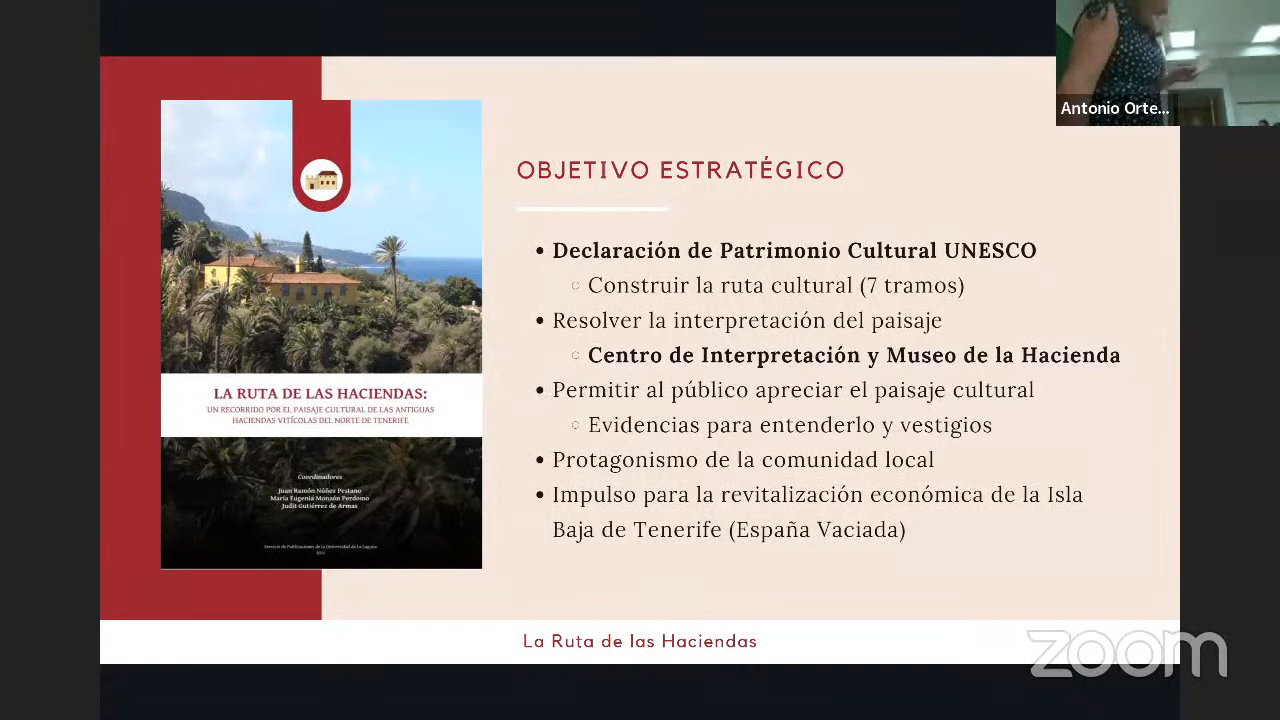 Antonio Orte...
OBJETIVO ESTRATÉGICO
• Declaración de Patrimonio Cultural UNESCO
◦ Construir la ruta cultural (7 tramos)
• Resolver la interpretación del paisaje
◦ Centro de Interpretación y Museo de la Hacienda
• Permitir al público apreciar el paisaje cultural
◦ Evidencias para entenderlo y vestigios
• Protagonismo de la comunidad local
• Impulso para la revitalización económica de la Isla
Baja de Tenerife (España Vaciada)
LA RUTA DE LAS HACIENDAS:
UN RECORRIDO POR EL PAISAJE CULTURAL DE LAS ANTIGUAS
HACIENDAS VITÍCOLAS DEL NORTE DE TENERIFE
Coordinadores
Juan Ramón Núñez Pestano
María Eugenia Monzón Perdomo
Judit Gutiérrez de Armas
Servicio de Publicaciones de la Universidad de La Laguna
La Ruta de las Haciendas
zoom